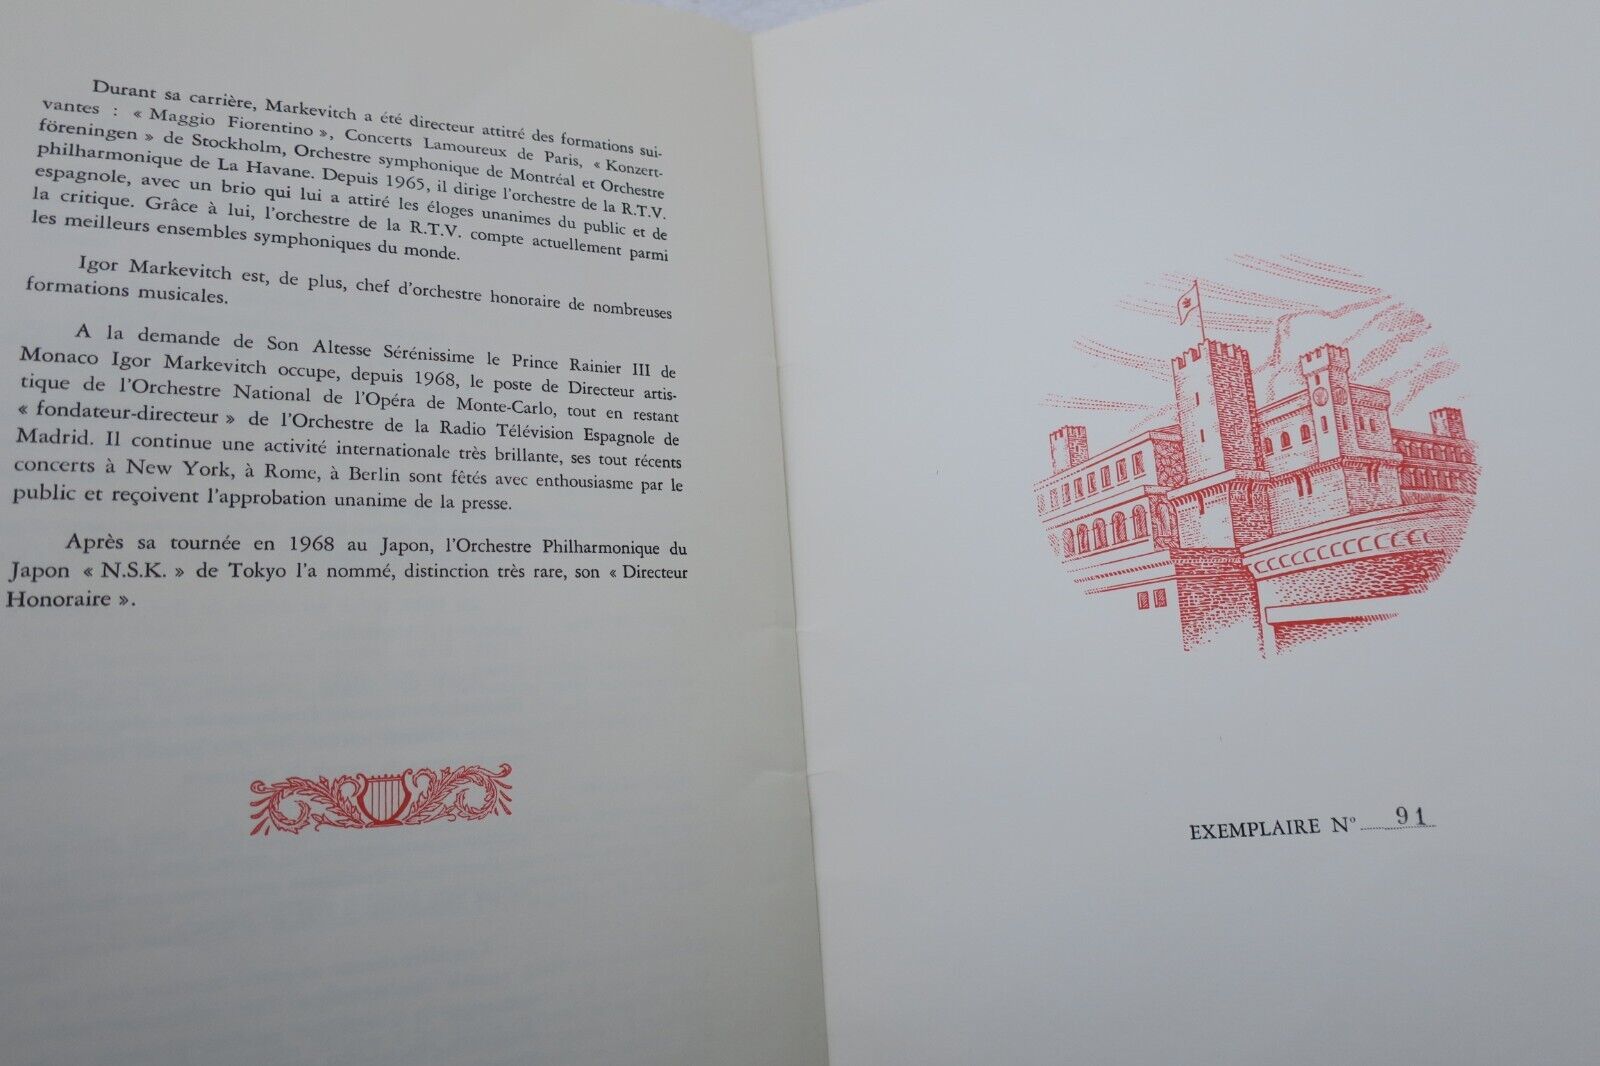 Durant sa carrière, Markevitch a été directeur attitré des formations sui-
vantes : « Maggio Fiorentino », Concerts Lamoureux de Paris, « Konzert-
föreningen » de Stockholm, Orchestre symphonique de Montréal et Orchestre
philharmonique de La Havane. Depuis 1965, il dirige l'orchestre de la R.T.V.
espagnole, avec un brio qui lui a attiré les éloges unanimes du public et de
la critique. Grâce à lui, l'orchestre de la R.T.V. compte actuellement parmi
les meilleurs ensembles symphoniques du monde.
Igor Markevitch est, de plus, chef d'orchestre honoraire de nombreuses
formations musicales.
A la demande de Son Altesse Sérénissime le Prince Rainier III de
Monaco Igor Markevitch occupe, depuis 1968, le poste de Directeur artis-
tique de l'Orchestre National de l'Opéra de Monte-Carlo, tout en restant
« fondateur-directeur » de l'Orchestre de la Radio Télévision Espagnole de
Madrid. Il continue une activité internationale très brillante, ses tout récents
concerts à New York, à Rome, à Berlin sont fêtés avec enthousiasme par le
public et reçoivent l'approbation unanime de la presse.
Après sa tournée en 1968 au Japon, l'Orchestre Philharmonique du
Japon « N.S.K. » de Tokyo l'a nommé, distinction très rare, son « Directeur
Honoraire ».
EXEMPLAIRE N° 91